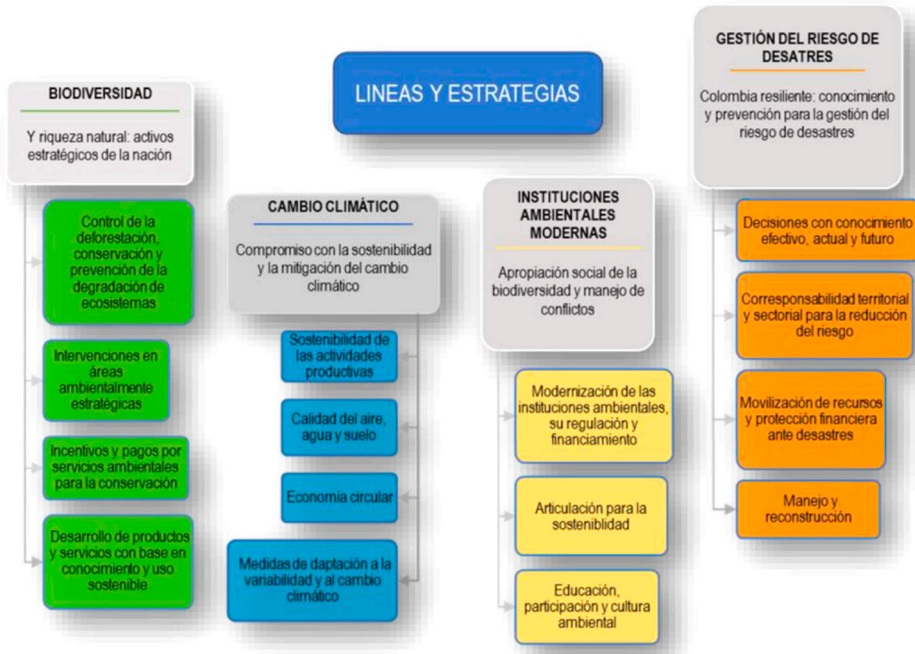 LINEAS Y ESTRATEGIAS
BIODIVERSIDAD
Y riqueza natural: activos
estratégicos de la nación
Control de la
deforestación,
conservación y
prevención de la
degradación de
ecosistemas
Intervenciones en
áreas
ambientalmente
estratégicas
Incentivos y pagos por
servicios ambientales
para la conservación
Desarrollo de productos
y servicios con base en
conocimiento y uso
sostenible
CAMBIO CLIMÁTICO
Compromiso con la sostenibilidad
y la mitigación del cambio
climático
Sostenibilidad de
las actividades
productivas
Calidad del aire,
agua y suelo
Economía circular
Medidas de daptación a la
variabilidad y al cambio
climático
INSTITUCIONES
AMBIENTALES
MODERNAS
Apropiación social de la
biodiversidad y manejo de
conflictos
Modernización de las
instituciones ambientales,
su regulación y
financiamiento
Articulación para la
sosteniblidad
Educación,
participación y cultura
ambiental
GESTIÓN DEL RIESGO DE
DESATRES
Colombia resiliente: conocimiento
y prevención para la gestión del
riesgo de desastres
Decisiones con conocimiento
efectivo, actual y futuro
Corresponsabilidad territorial
y sectorial para la reducción
del riesgo
Movilización de recursos
y protección financiera
ante desastres
Manejo y
reconstrucción